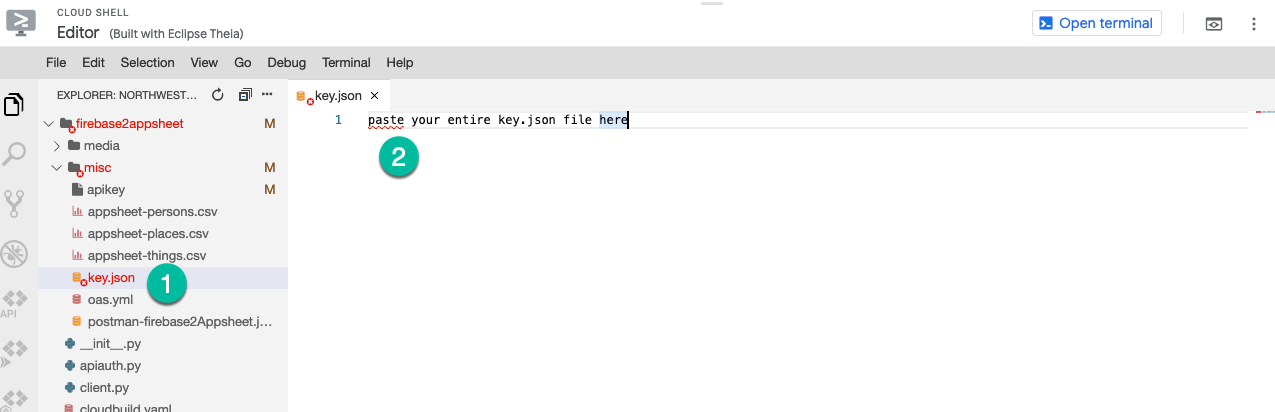 CLOUD SHELL
Editor (Built with Eclipse Theia)
Open terminal
File Edit Selection View Go Debug Terminal Help
EXPLORER: NORTHWEST...
key.json
firebase2appsheet M
1 paste your entire key.json file here
media
2
misc M
apikey M
appsheet-persons.csv
appsheet-places.csv
appsheet-things.csv
key.json
1
oas.yml
API
postman-firebase2Appsheet.j...
__init__.py
apiauth.py
client.py
cloudbuild.yaml